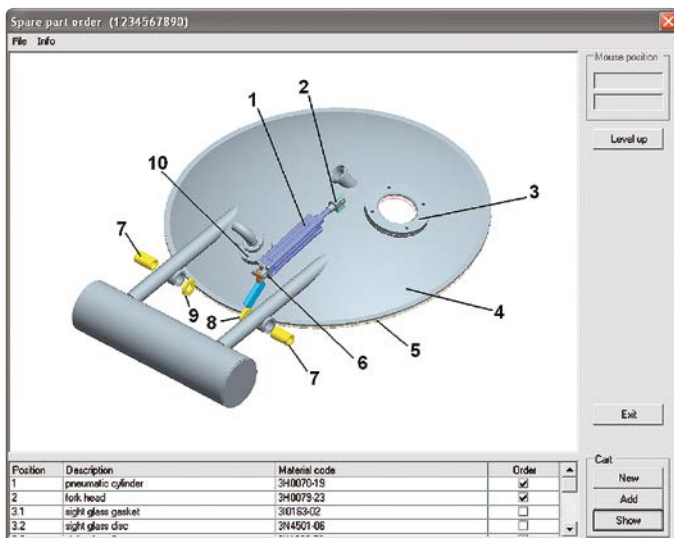 Spare part order (1234567890)
File Info
Mouse position
Level up
1
2
3
10
7
9
8
7
6
5
4
Exit
Position Description Material code Order
1 pneumatic cylinder 3H0070-19
2 fork head 3H0079-23
3.1 sight glass gasket 3I0163-02
3.2 sight glass disc 3N4501-06
Cart
New
Add
Show